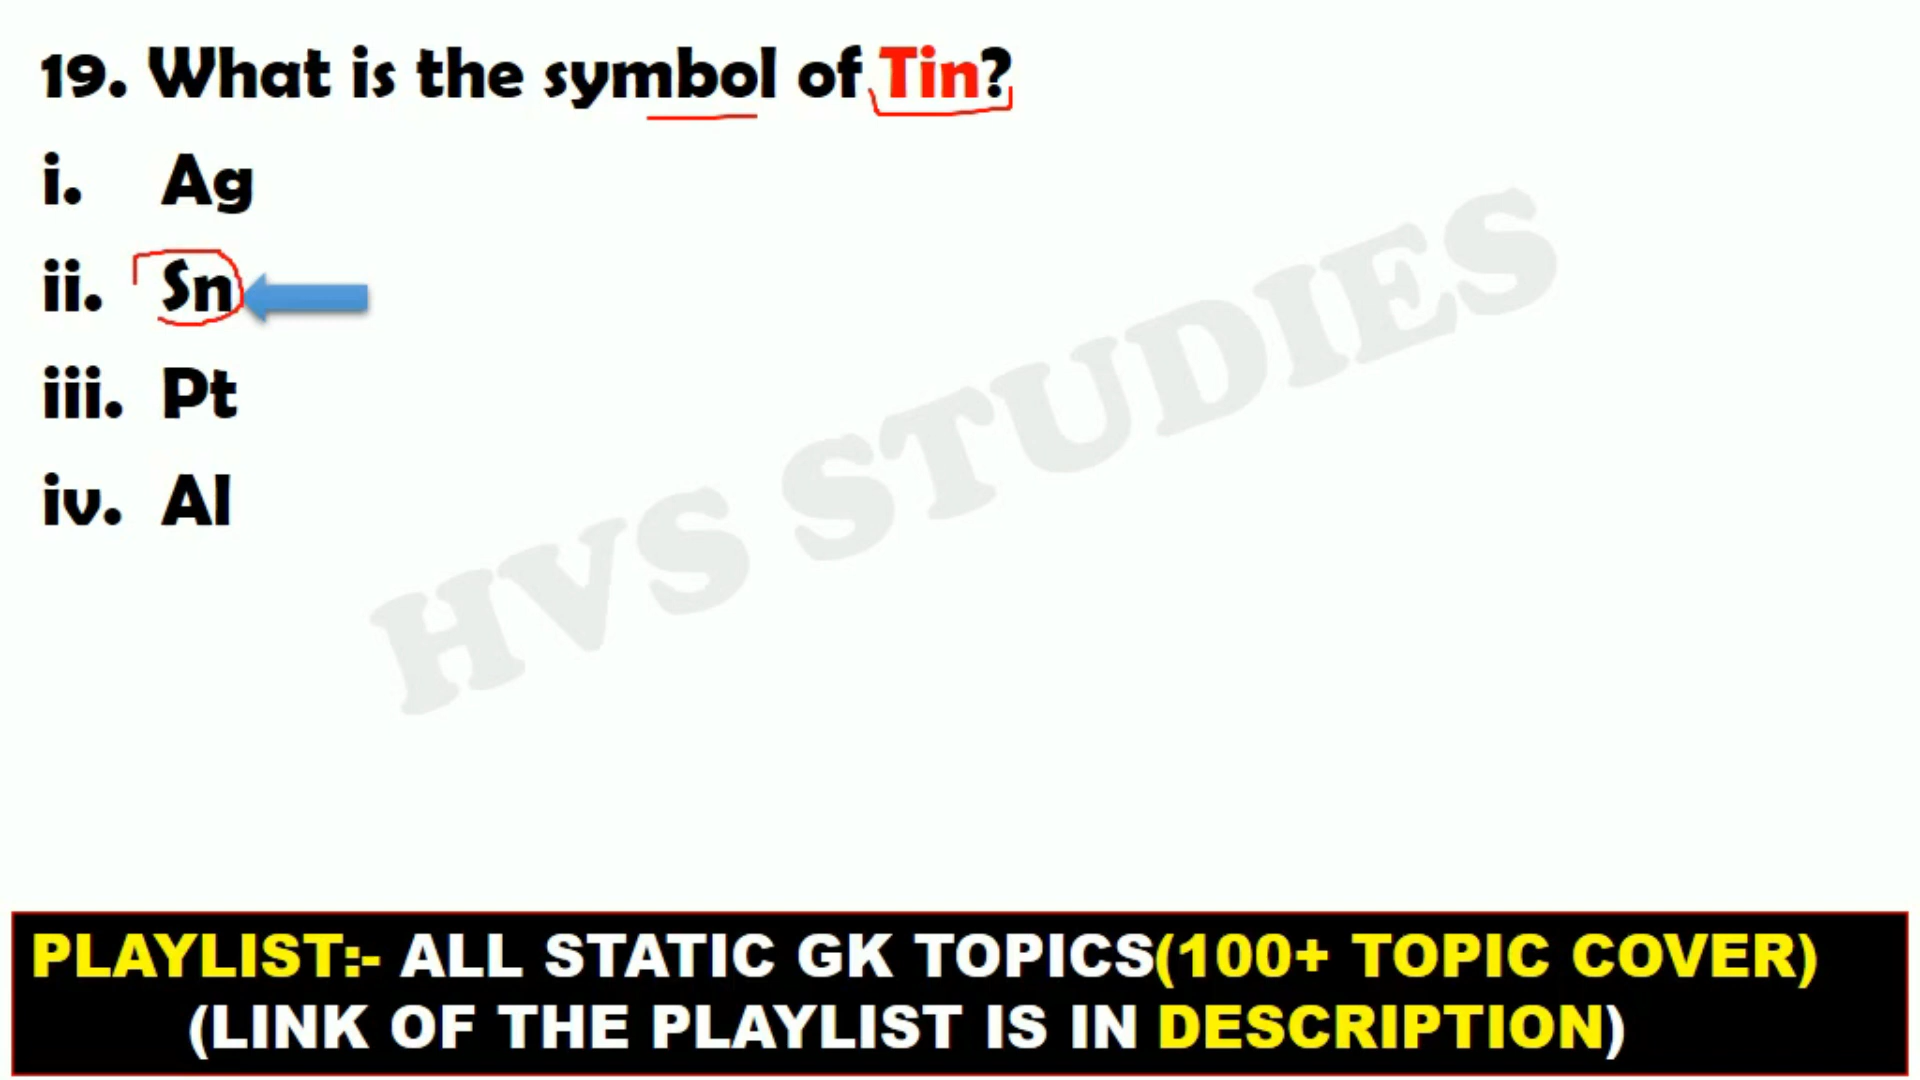 19. What is the symbol of Tin?
i. Ag
ii. Sn
iii. Pt
iv. Al
HVS STUDIES
PLAYLIST:- ALL STATIC GK TOPICS(100+ TOPIC COVER)
(LINK OF THE PLAYLIST IS IN DESCRIPTION)